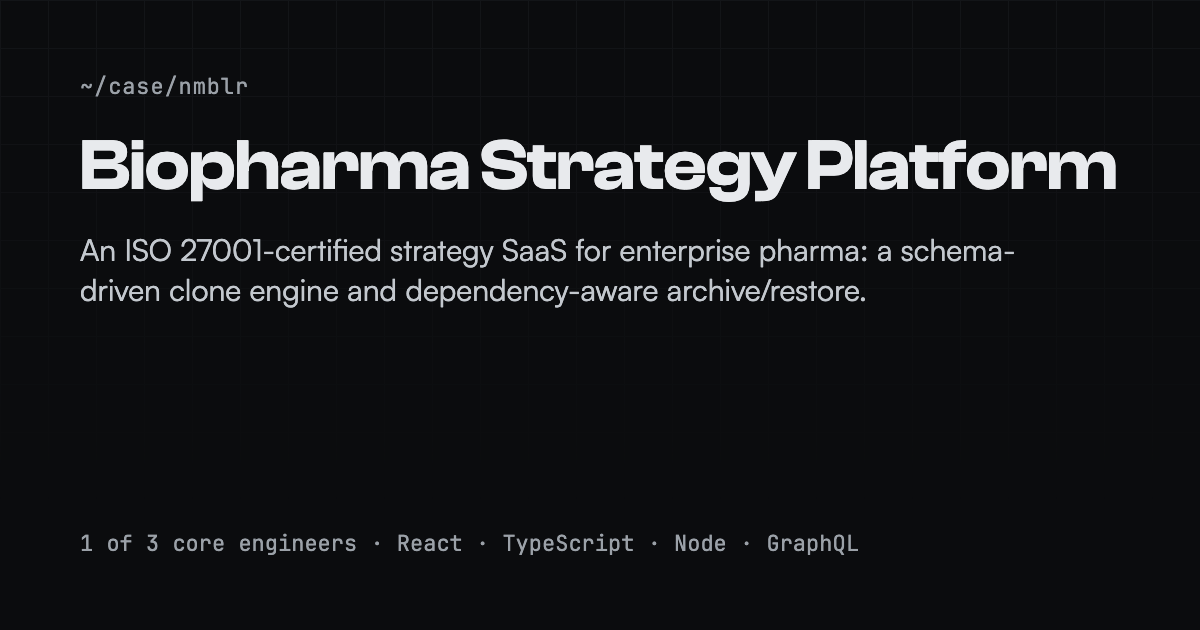 ~/case/nmblr
Biopharma Strategy Platform
An ISO 27001-certified strategy SaaS for enterprise pharma: a schema-
driven clone engine and dependency-aware archive/restore.
1 of 3 core engineers · React · TypeScript · Node · GraphQL